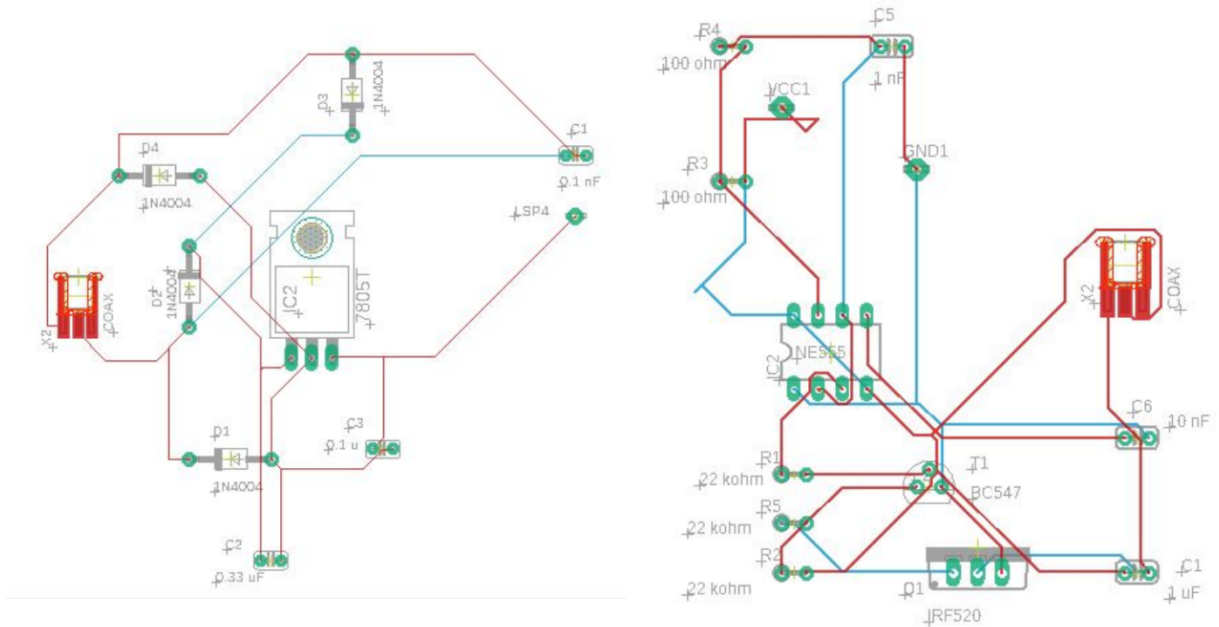 D3
1N4004
C1
0.1 nF
D4
1N4004
LSP4
D2
1N4004
IC2
7805T
X2
COAX
C3
0.1 u
D1
1N4004
C2
0.33 uF
R4
100 ohm
C5
1 nF
VCC1
R3
100 ohm
GND1
X2
COAX
IC2
NE555
C6
10 nF
R1
22 kohm
T1
BC547
R5
22 kohm
R2
22 kohm
Q1
IRF520
C1
1 uF